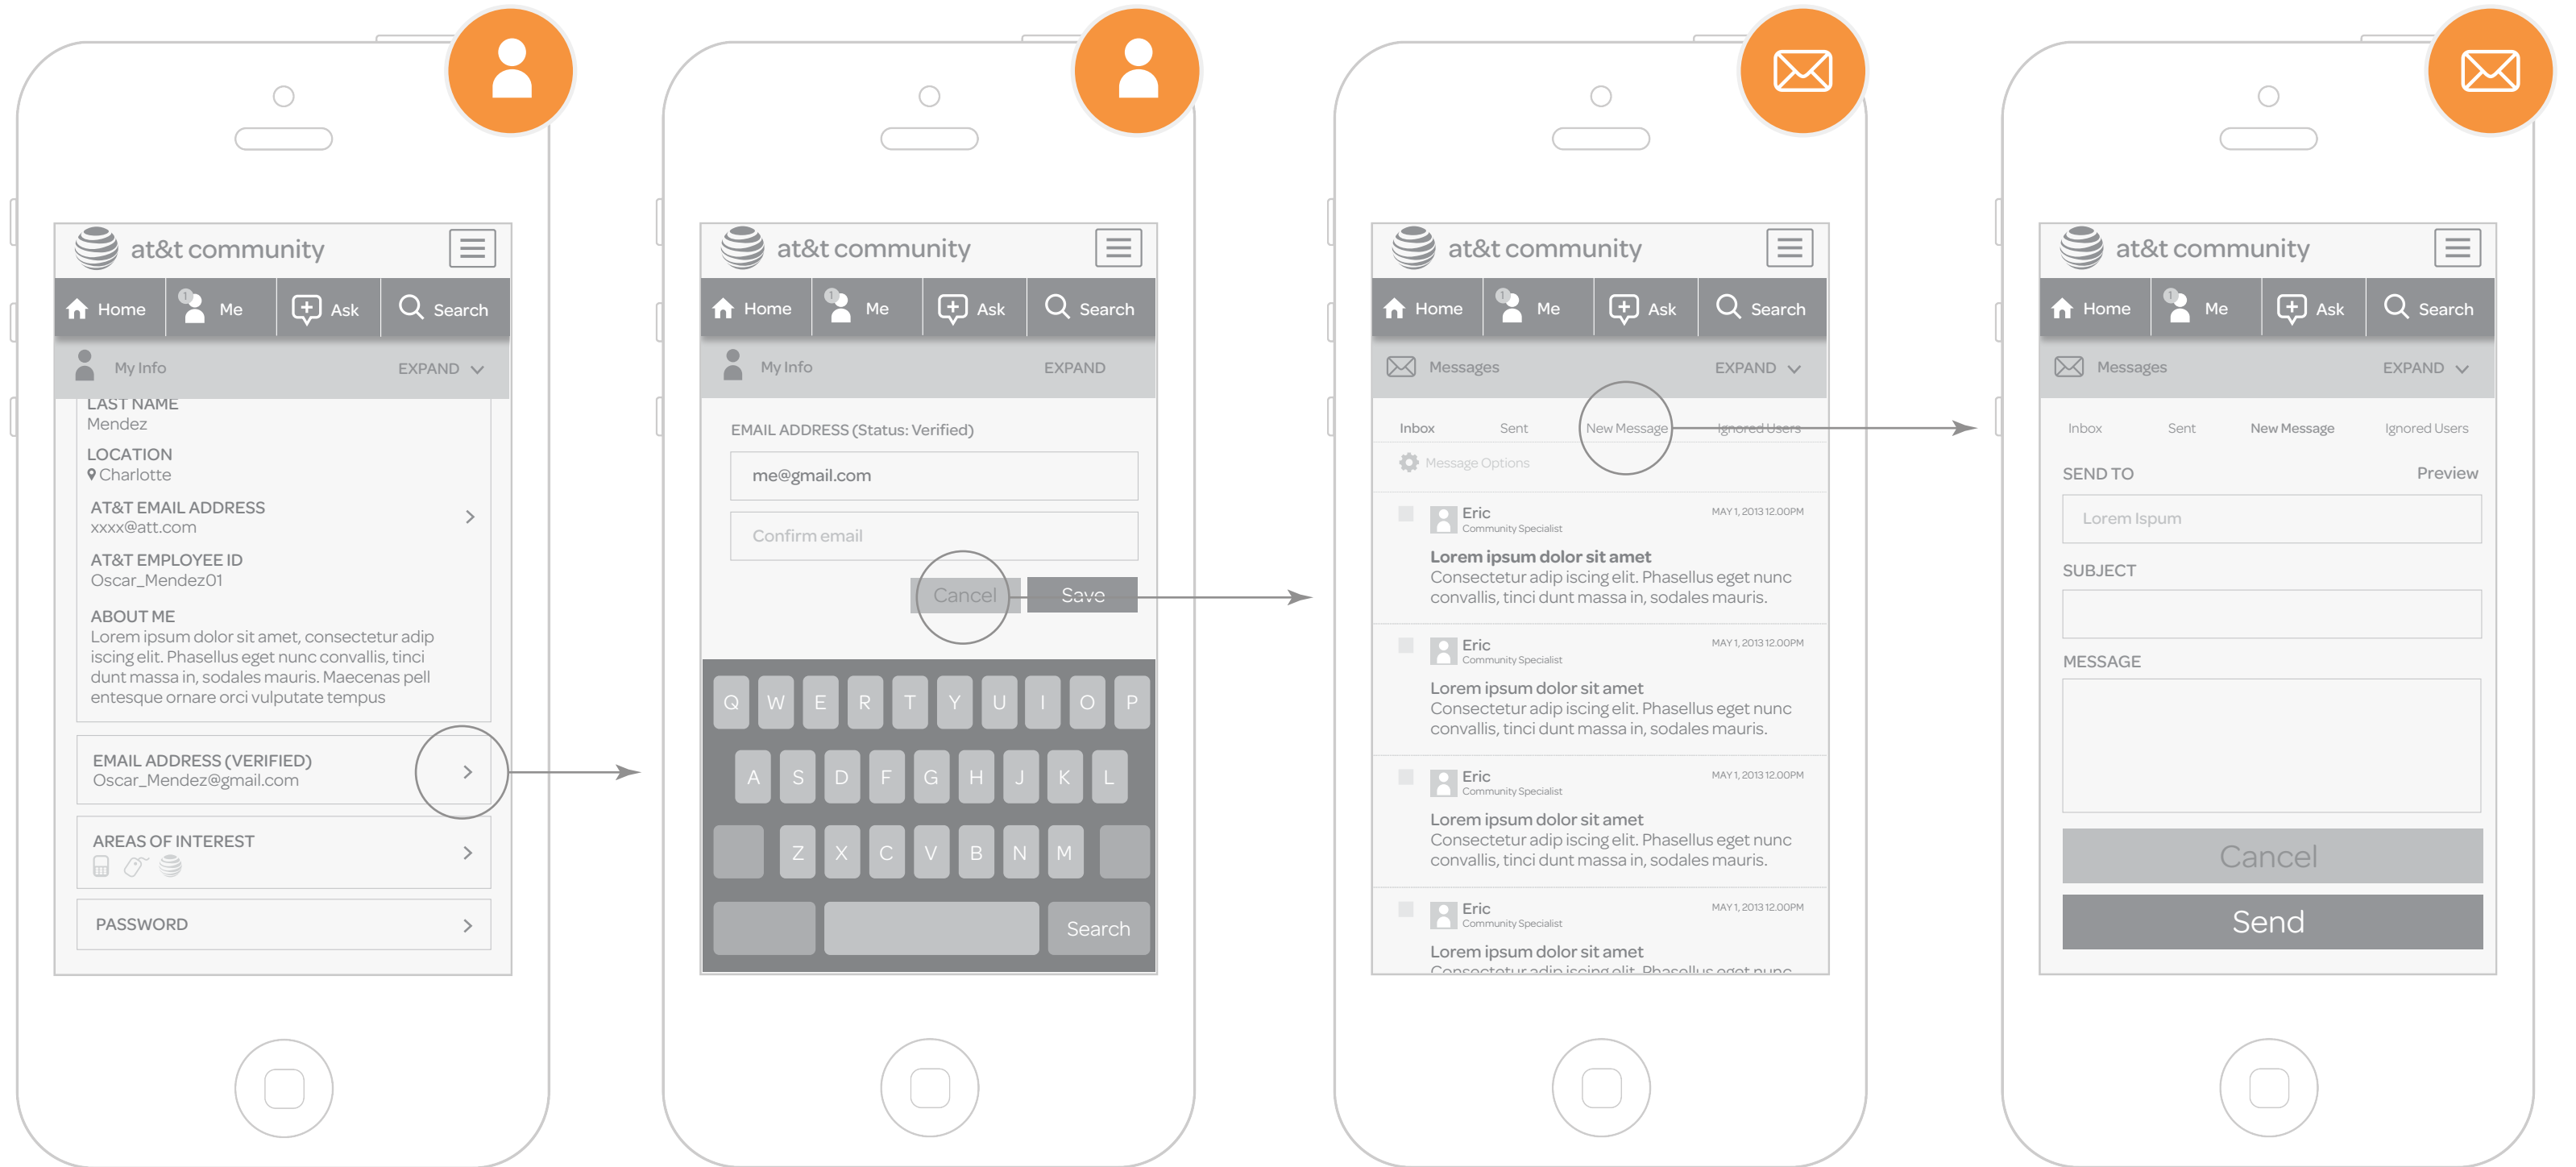 at&t community
Home
1
Me
Ask
Search
My Info
EXPAND
LAST NAME
Mendez
LOCATION
Charlotte
AT&T EMAIL ADDRESS
xxxx@att.com
AT&T EMPLOYEE ID
Oscar_Mendez01
ABOUT ME
Lorem ipsum dolor sit amet, consectetur adip
iscing elit. Phasellus eget nunc convallis, tinci
dunt massa in, sodales mauris. Maecenas pell
entesque ornare orci vulputate tempus
EMAIL ADDRESS (VERIFIED)
Oscar_Mendez@gmail.com
AREAS OF INTEREST
PASSWORD
at&t community
Home
1
Me
Ask
Search
My Info
EXPAND
EMAIL ADDRESS (Status: Verified)
me@gmail.com
Confirm email
Cancel
Save
Q W E R T Y U I O P
A S D F G H J K L
Z X C V B N M
Search
at&t community
Home
1
Me
Ask
Search
Messages
EXPAND
Inbox
Sent
New Message
Ignored Users
Message Options
Eric
MAY 1, 2013 12.00PM
Community Specialist
Lorem ipsum dolor sit amet
Consectetur adip iscing elit. Phasellus eget nunc
convallis, tinci dunt massa in, sodales mauris.
Eric
MAY 1, 2013 12.00PM
Community Specialist
Lorem ipsum dolor sit amet
Consectetur adip iscing elit. Phasellus eget nunc
convallis, tinci dunt massa in, sodales mauris.
Eric
MAY 1, 2013 12.00PM
Community Specialist
Lorem ipsum dolor sit amet
Consectetur adip iscing elit. Phasellus eget nunc
convallis, tinci dunt massa in, sodales mauris.
Eric
MAY 1, 2013 12.00PM
Community Specialist
Lorem ipsum dolor sit amet
Consectetur adip iscing elit. Phasellus eget nunc
at&t community
Home
1
Me
Ask
Search
Messages
EXPAND
Inbox
Sent
New Message
Ignored Users
SEND TO
Preview
Lorem Ispum
SUBJECT
MESSAGE
Cancel
Send